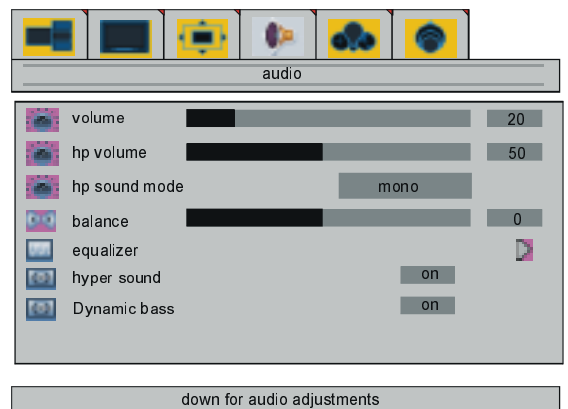 audio
volume 20
hp volume 50
hp sound mode mono
balance 0
equalizer
hyper sound on
Dynamic bass on
down for audio adjustments